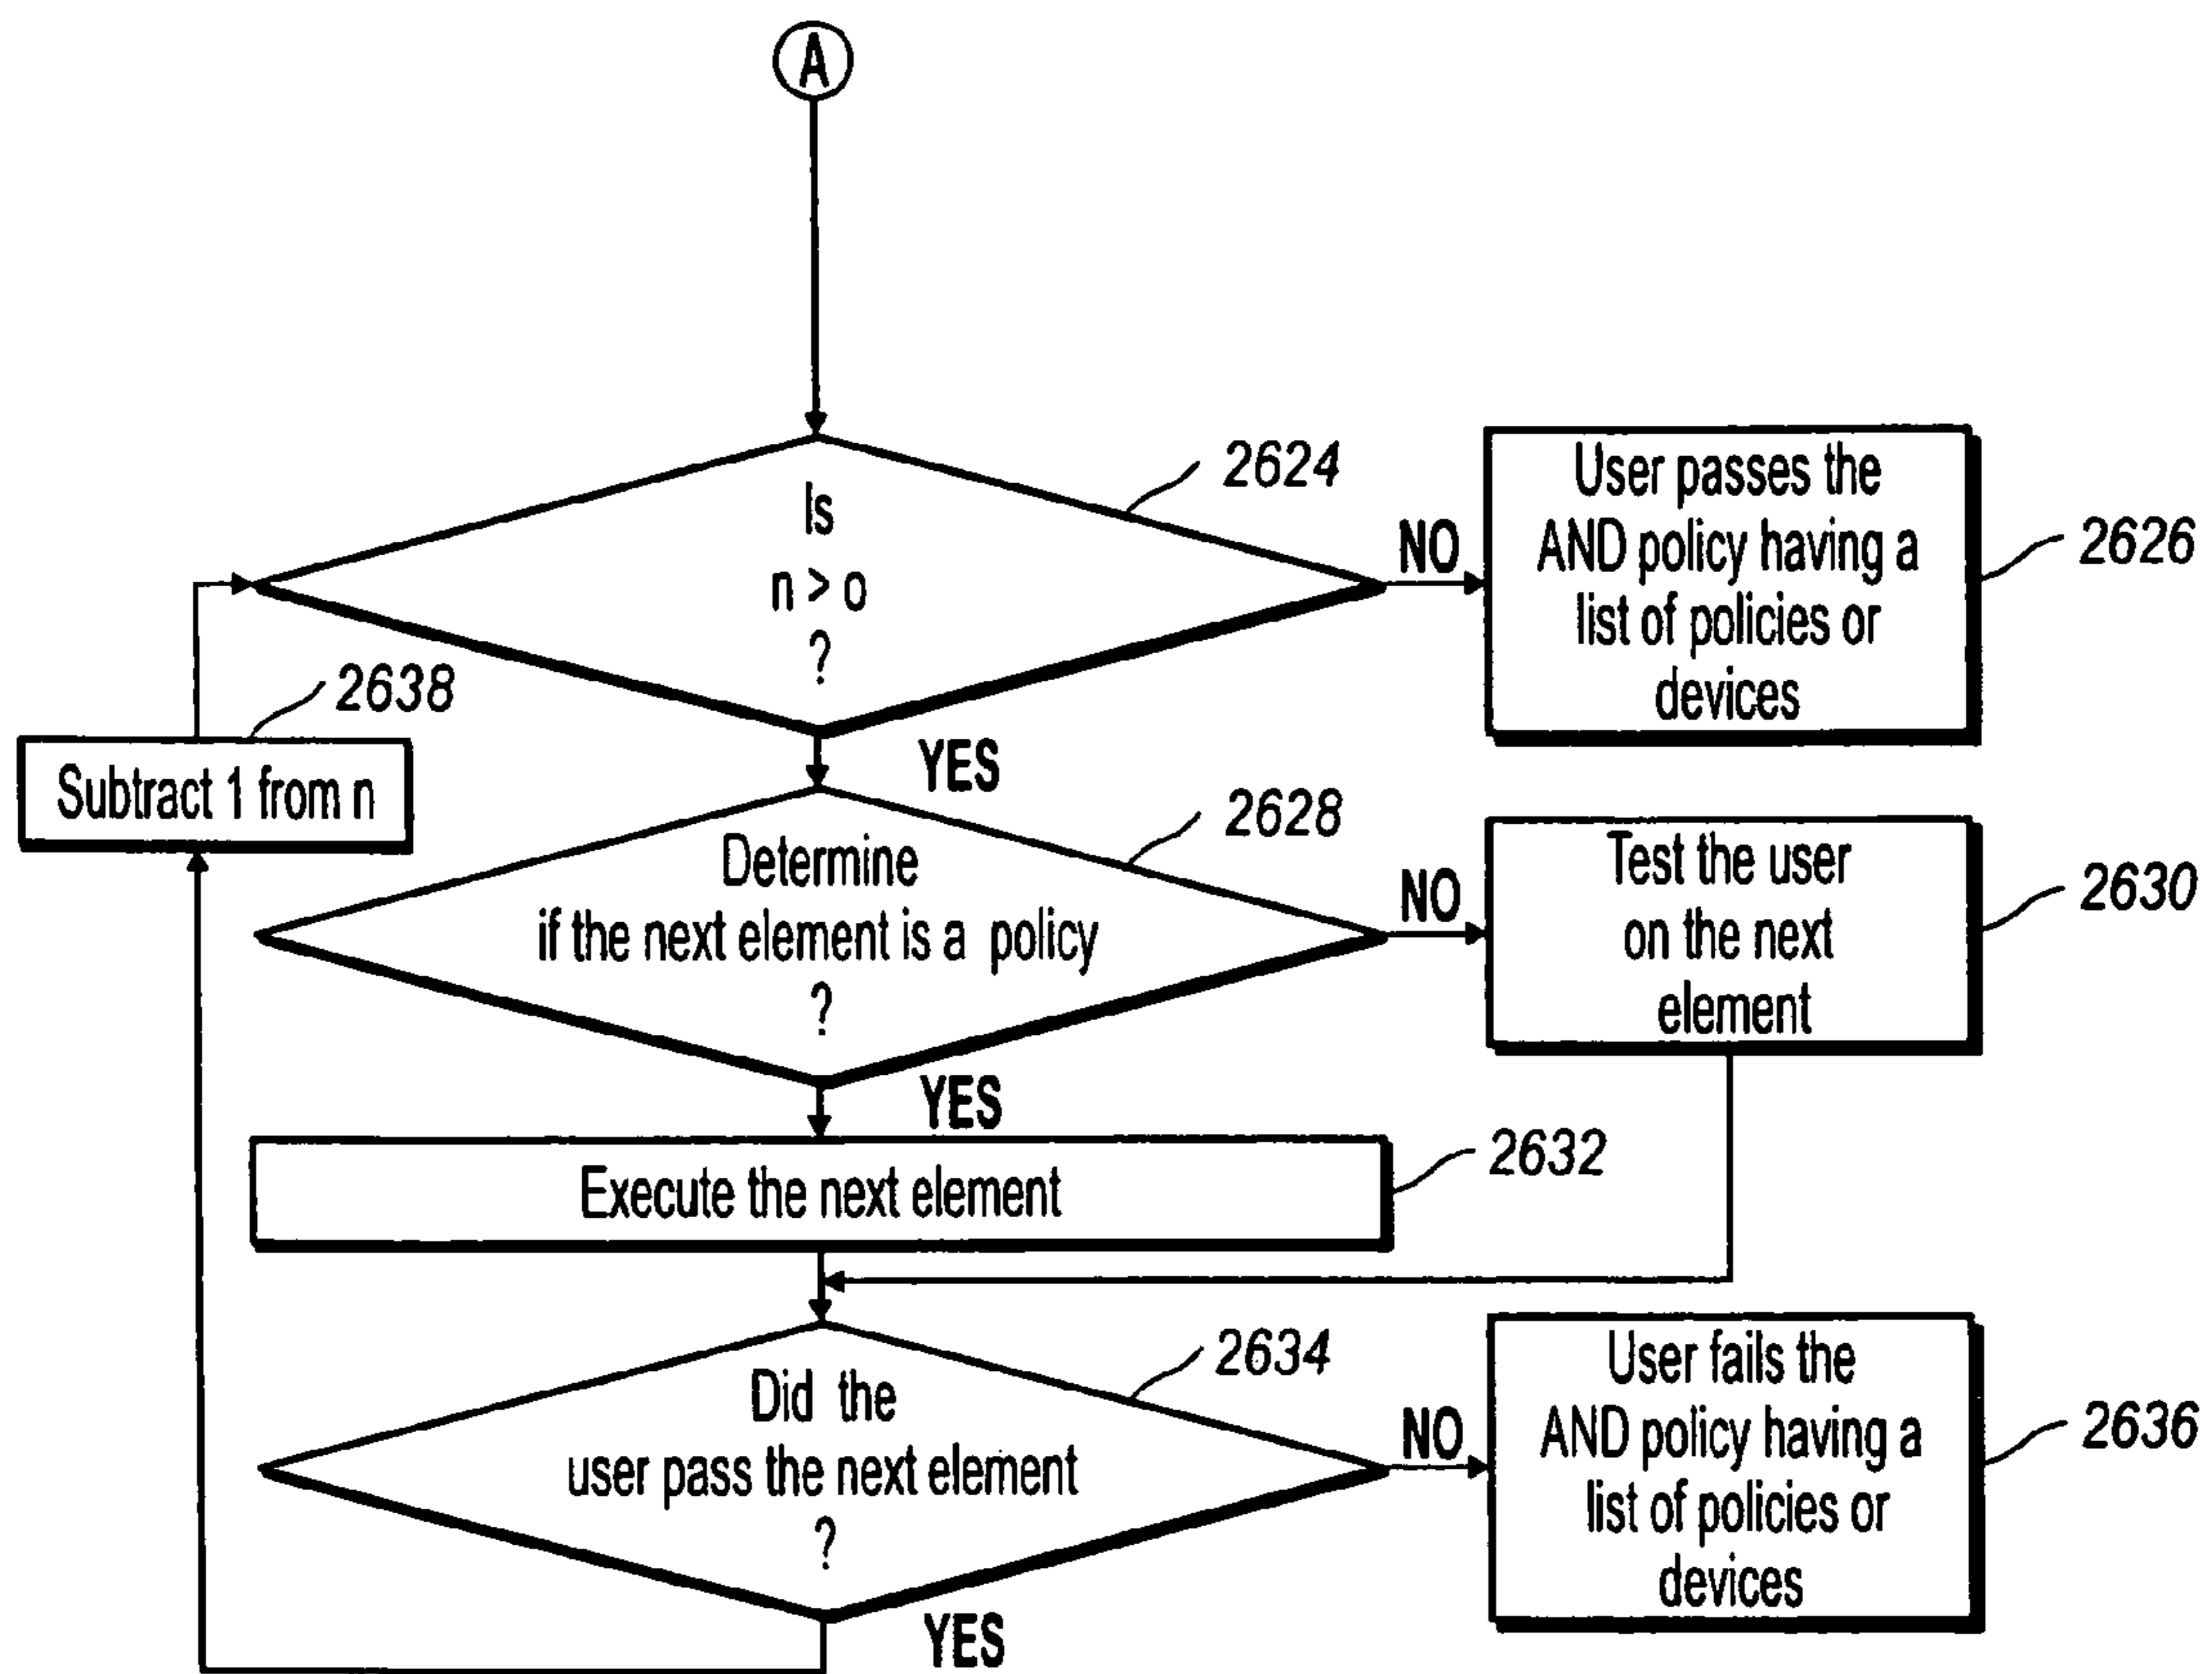 A
2624
Is
n > o
?
NO
User passes the
AND policy having a
list of policies or
devices
2626
2638
Subtract 1 from n
YES
2628
Determine
if the next element is a policy
?
NO
Test the user
on the next
element
2630
YES
2632
Execute the next element
2634
Did the
user pass the next element
?
NO
User fails the
AND policy having a
list of policies or
devices
2636
YES